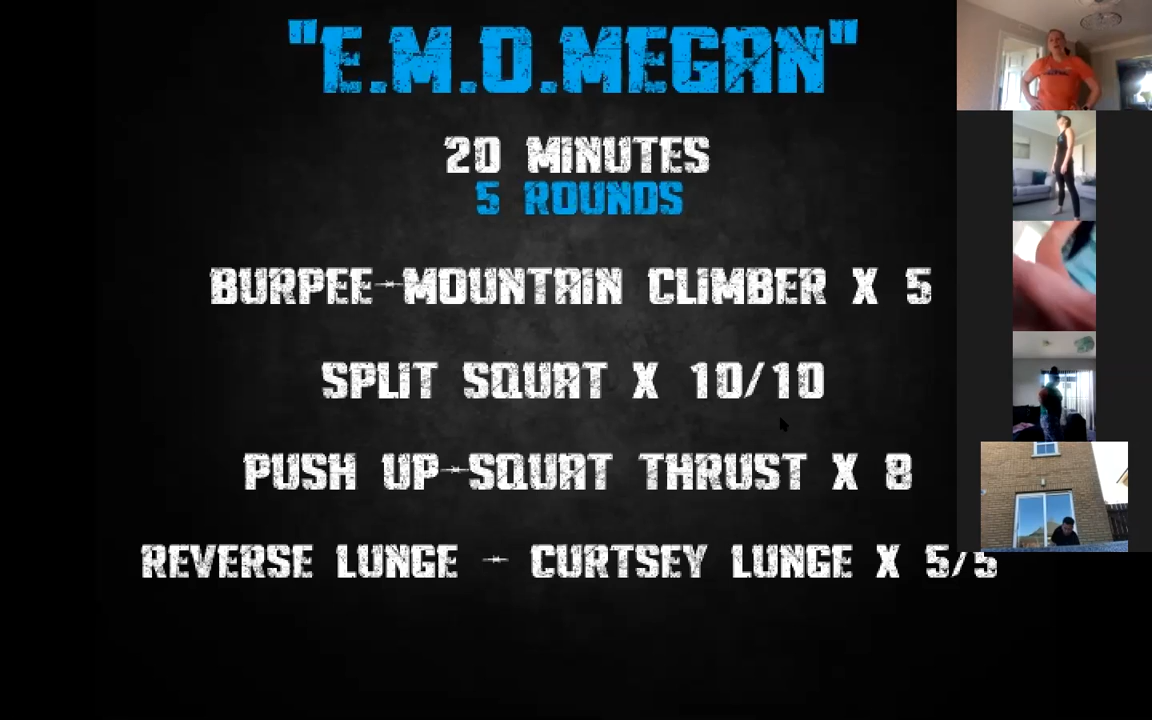 "E.M.O.MEGAN"
20 MINUTES
5 ROUNDS
BURPEE-MOUNTAIN CLIMBER X 5
SPLIT SQUAT X 10/10
PUSH UP-SQUAT THRUST X 8
REVERSE LUNGE - CURTSEY LUNGE X 5/5